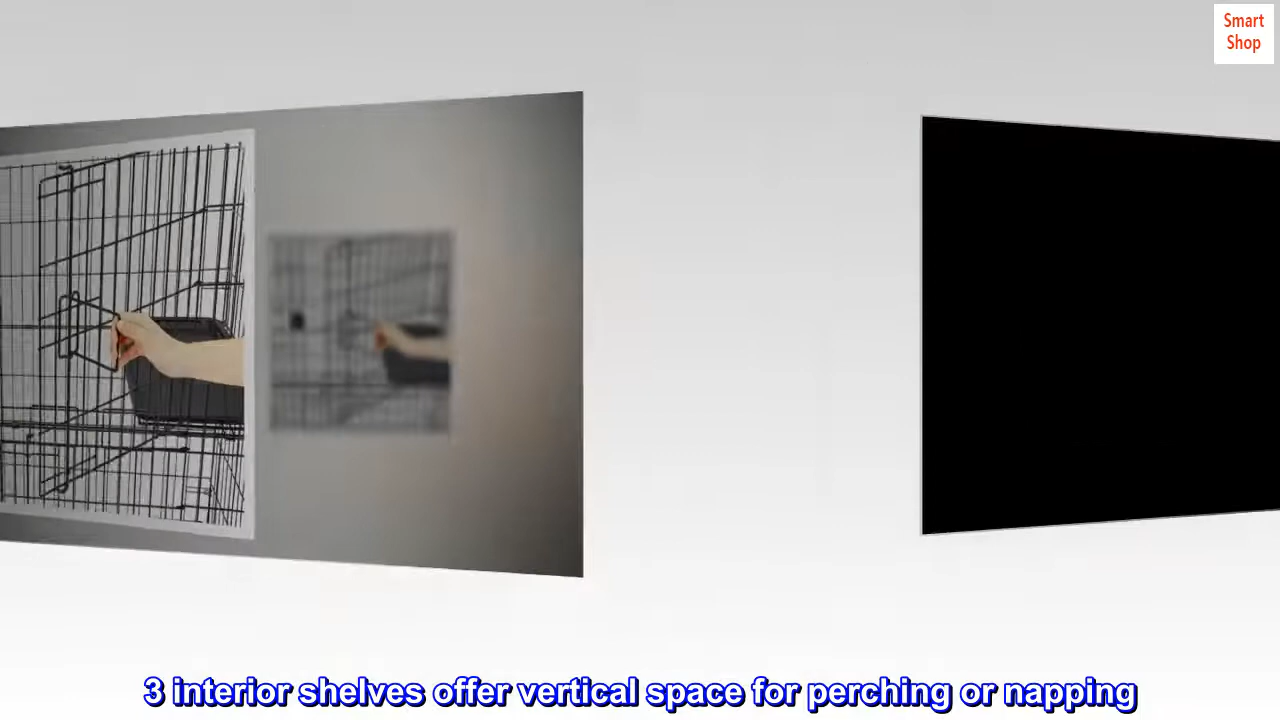 Smart
Shop
3 interior shelves offer vertical space for perching or napping